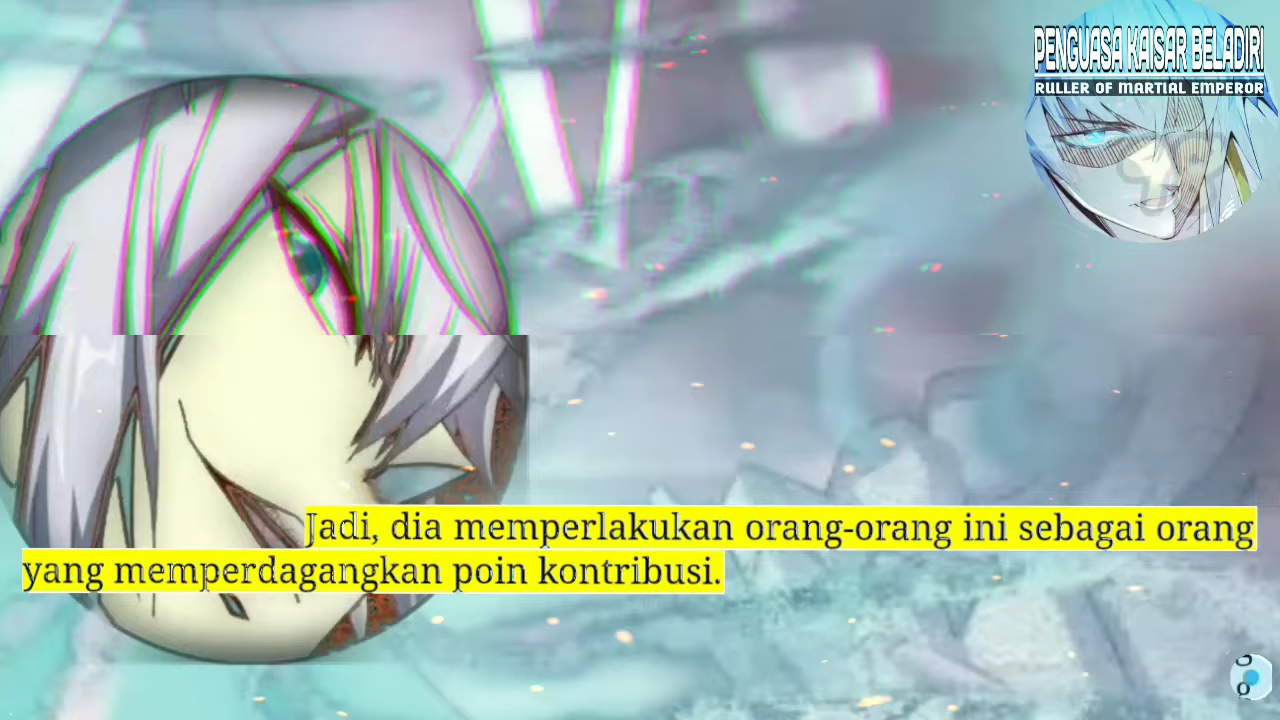 PENGUASA KAISAR BELADIRI
RULLER OF MARTIAL EMPEROR
Jadi, dia memperlakukan orang-orang ini sebagai orang
yang memperdagangkan poin kontribusi.